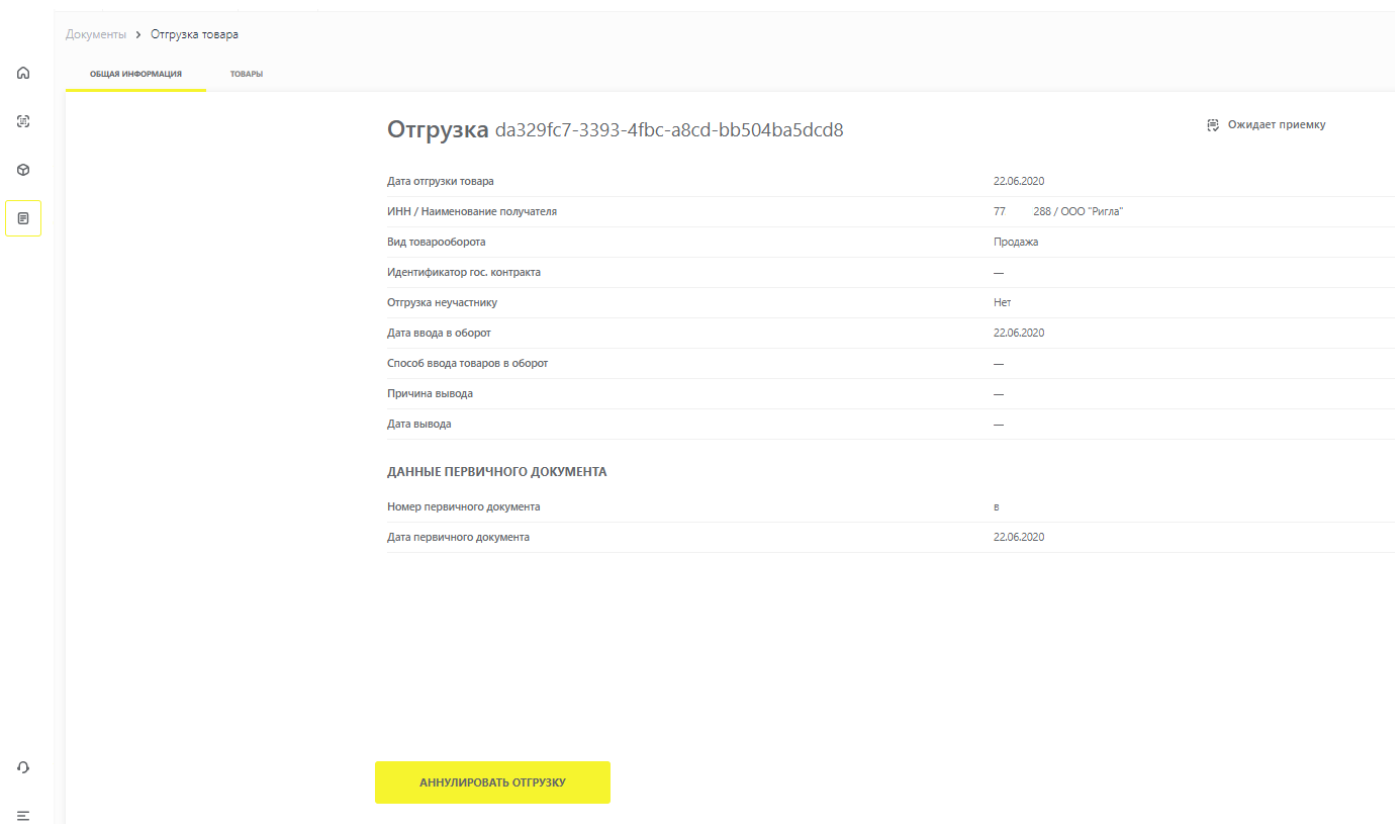 Документы > Отгрузка товара
ОБЩАЯ ИНФОРМАЦИЯ ТОВАРЫ
Отгрузка da329fc7-3393-4fbc-a8cd-bb504ba5dcd8 Ожидает приемку
Дата отгрузки товара 22.06.2020
ИНН / Наименование получателя 77 288 / ООО "Ригла"
Вид товарооборота Продажа
Идентификатор гос. контракта —
Отгрузка неучастнику Нет
Дата ввода в оборот 22.06.2020
Способ ввода товаров в оборот —
Причина вывода —
Дата вывода —
ДАННЫЕ ПЕРВИЧНОГО ДОКУМЕНТА
Номер первичного документа в
Дата первичного документа 22.06.2020
АННУЛИРОВАТЬ ОТГРУЗКУ